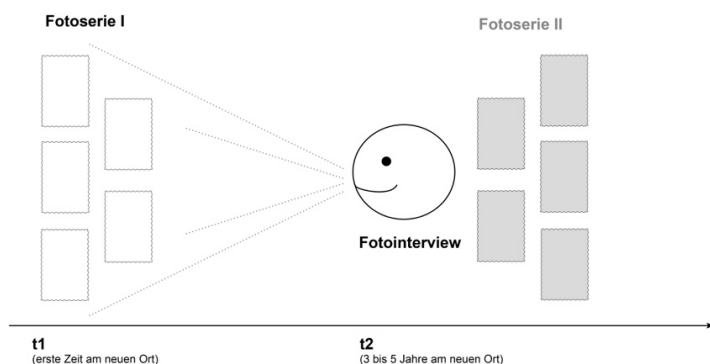 Fotoserie I
Fotoserie II
Fotointerview
t1
(erste Zeit am neuen Ort)
t2
(3 bis 5 Jahre am neuen Ort)